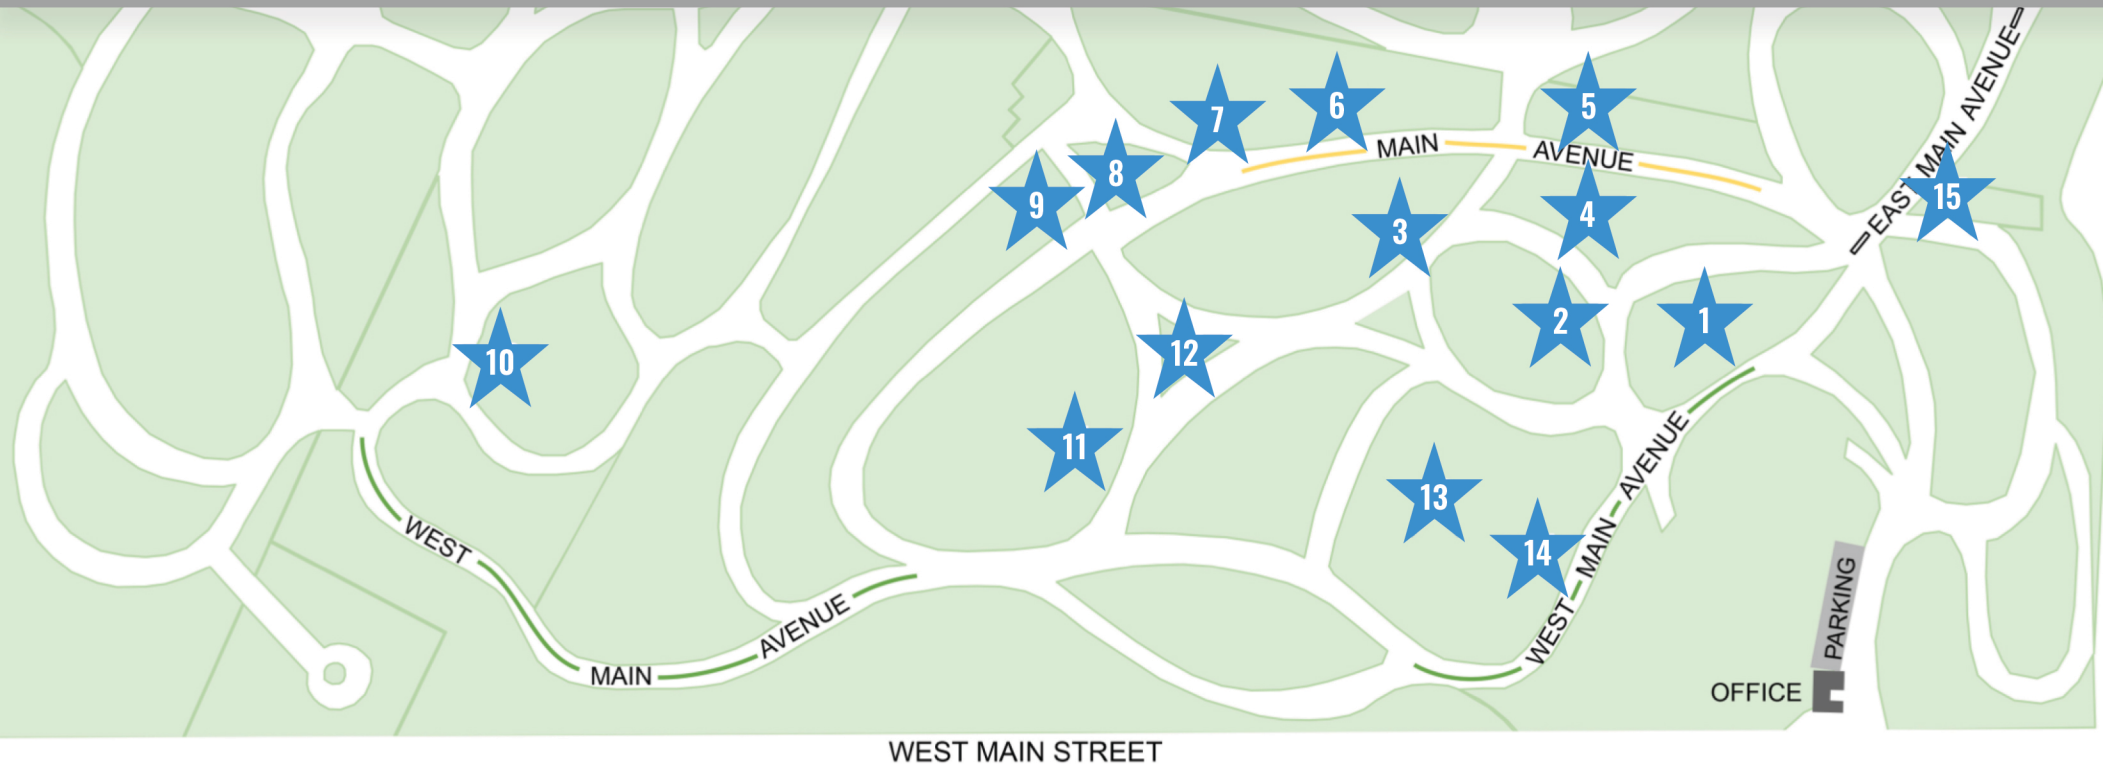 EAST MAIN AVENUE
7
6
5
MAIN AVENUE
8
9
15
4
3
2
1
12
10
11
13
14
WEST MAIN AVENUE
WEST MAIN AVENUE
PARKING
OFFICE
WEST MAIN STREET